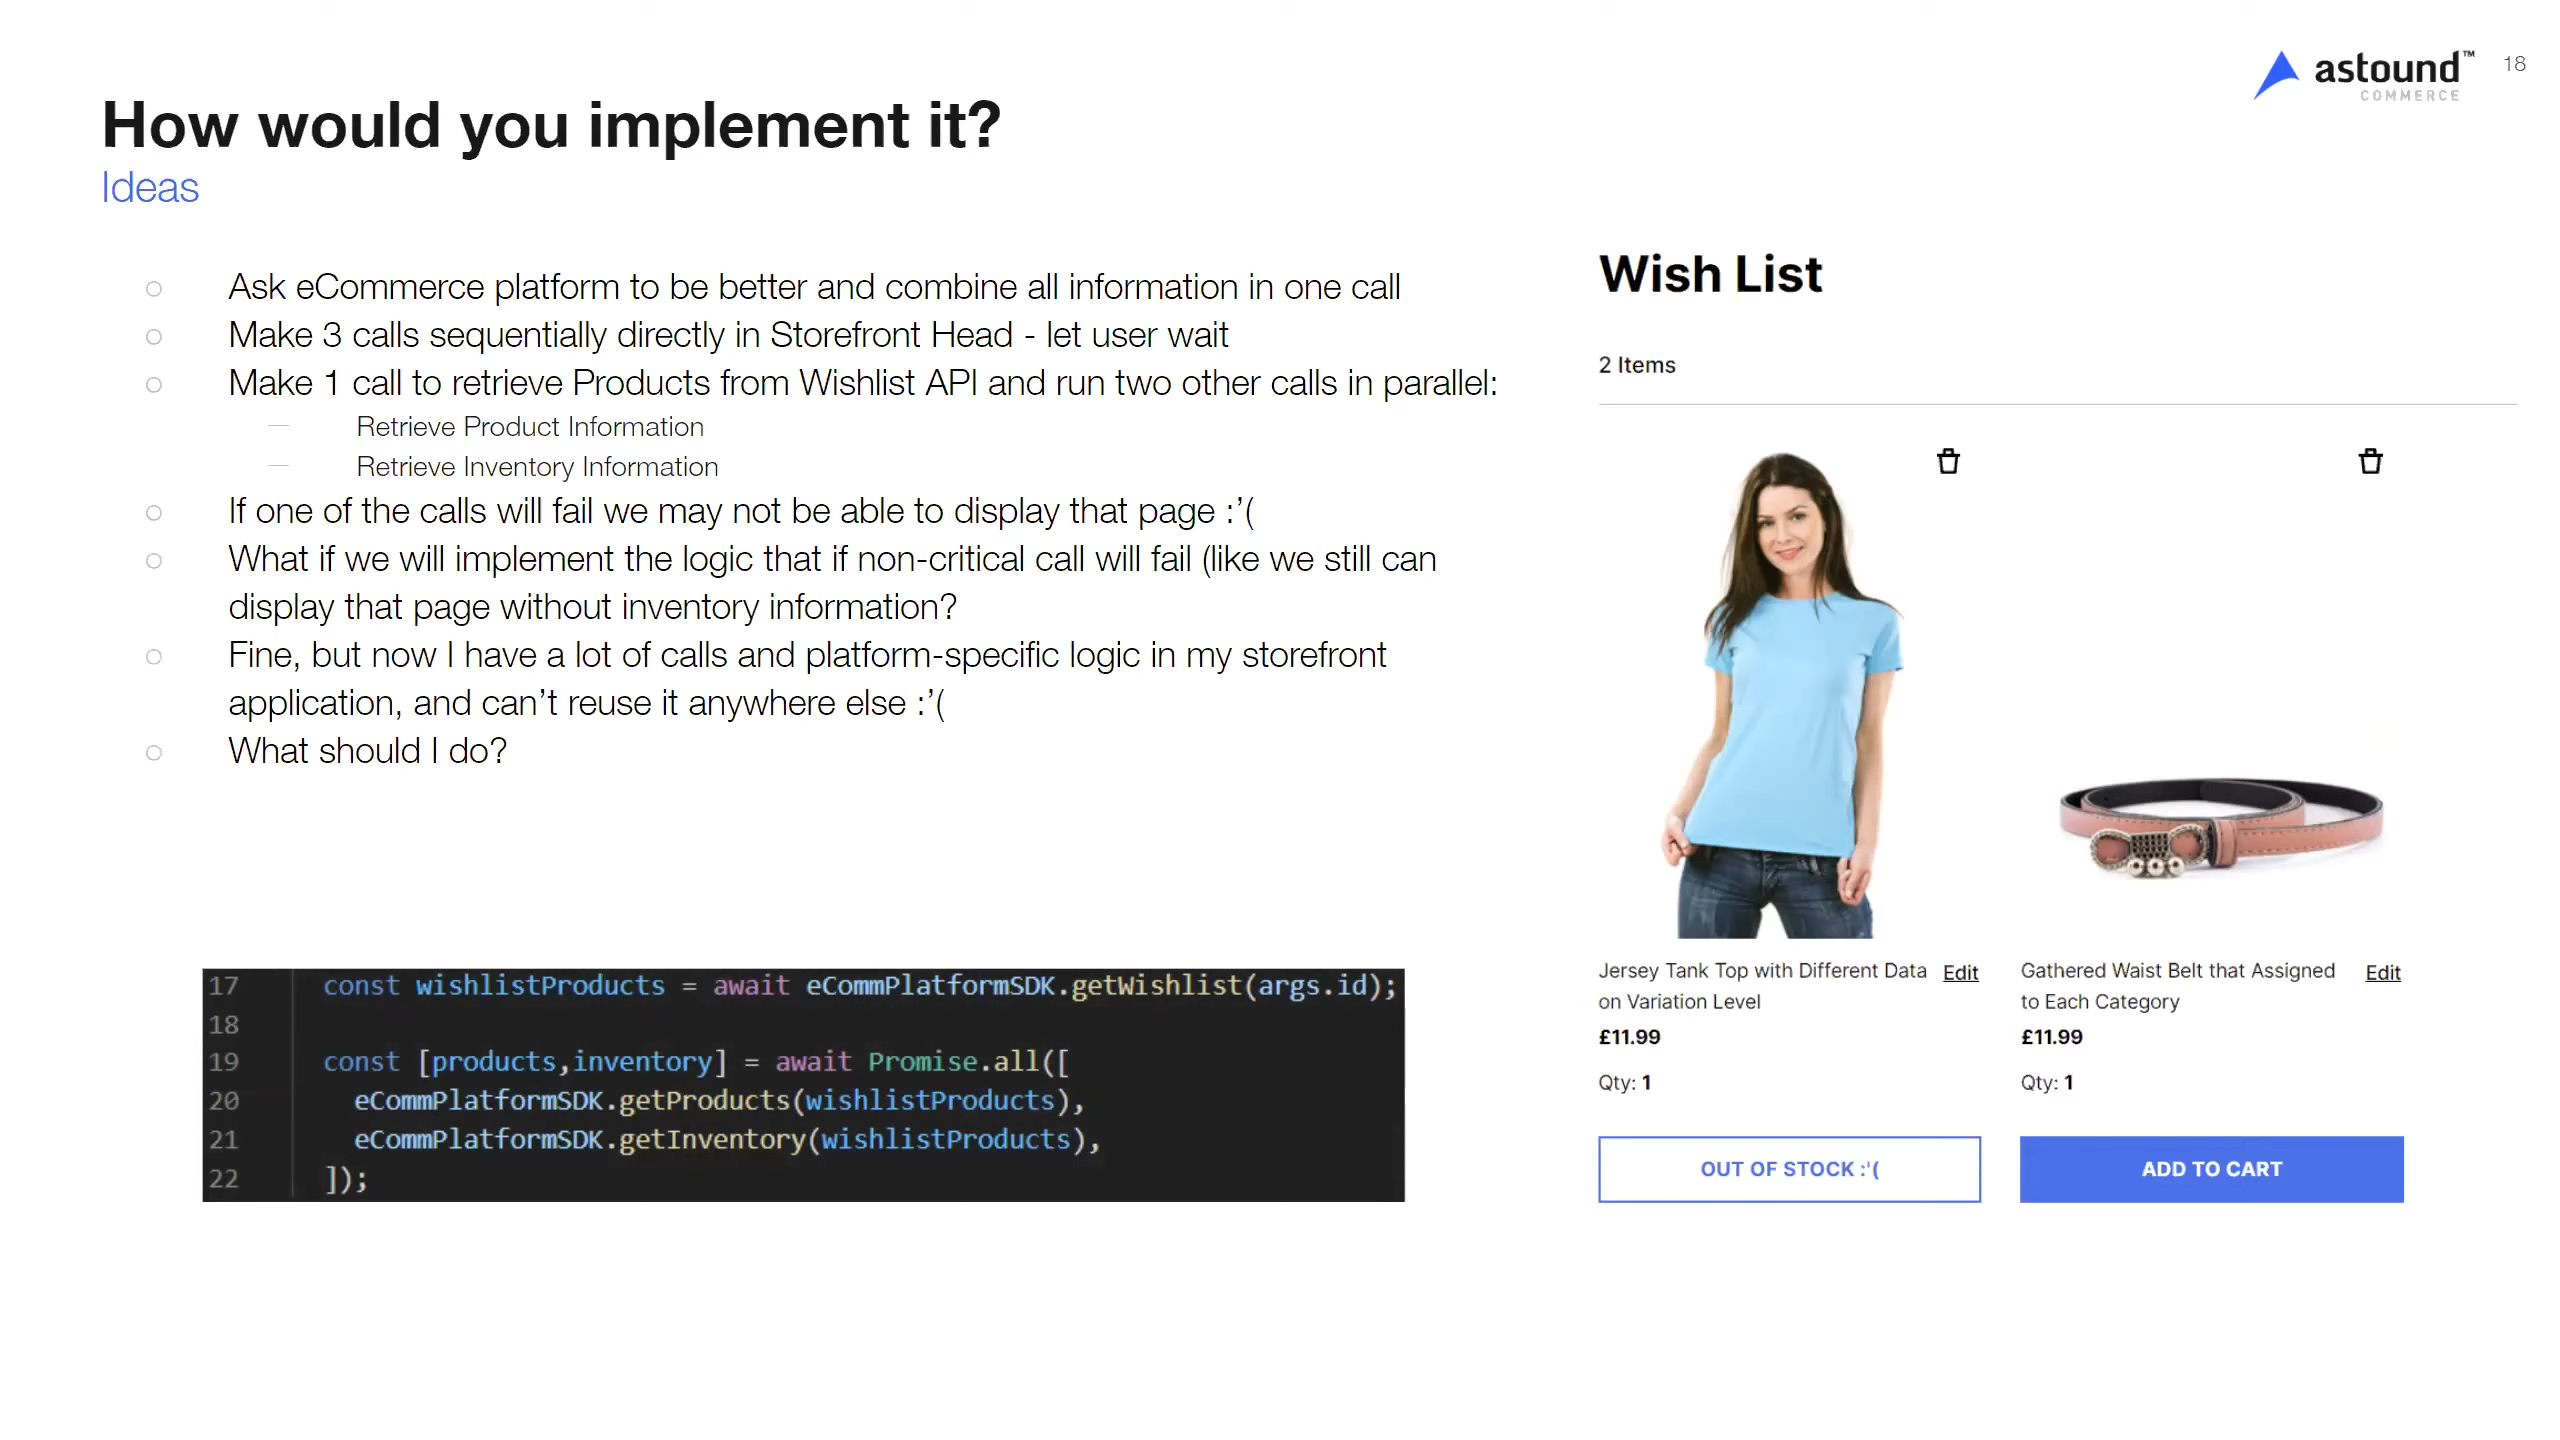 astound™
COMMERCE
18
How would you implement it?
Ideas
Ask eCommerce platform to be better and combine all information in one call
Make 3 calls sequentially directly in Storefront Head - let user wait
Make 1 call to retrieve Products from Wishlist API and run two other calls in parallel:
Retrieve Product Information
Retrieve Inventory Information
If one of the calls will fail we may not be able to display that page :’(
What if we will implement the logic that if non-critical call will fail (like we still can
display that page without inventory information?
Fine, but now I have a lot of calls and platform-specific logic in my storefront
application, and can’t reuse it anywhere else :’(
What should I do?
17 const wishlistProducts = await eCommPlatformSDK.getWishlist(args.id);
18
19 const [products,inventory] = await Promise.all([
20 eCommPlatformSDK.getProducts(wishlistProducts),
21 eCommPlatformSDK.getInventory(wishlistProducts),
22 ]);
Wish List
2 Items
Jersey Tank Top with Different Data
on Variation Level
Edit
£11.99
Qty: 1
OUT OF STOCK :'(
Gathered Waist Belt that Assigned
to Each Category
Edit
£11.99
Qty: 1
ADD TO CART